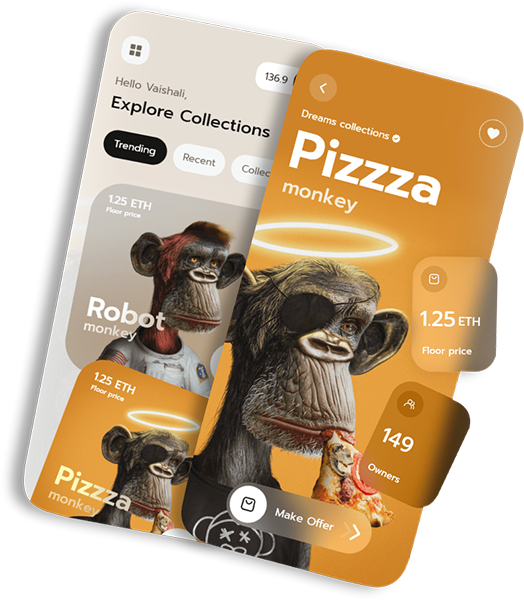 136.9
Hello Vaishali,
Explore Collections
Trending
Recent
1.25 ETH
Floor price
Robot
monkey
1.25 ETH
Floor price
Pizzza
monkey
Dreams collections
Pizzza
monkey
1.25 ETH
Floor price
149
Owners
Make Offer